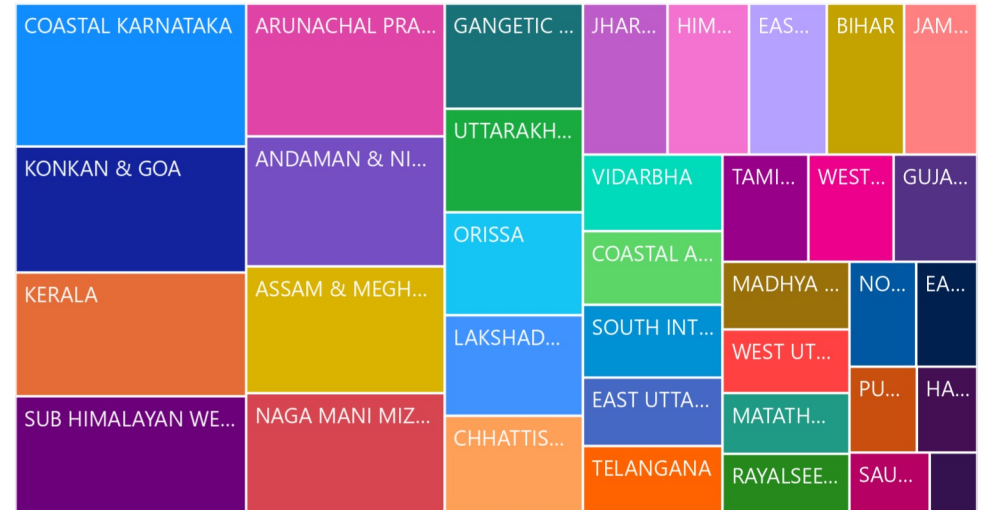 COASTAL KARNATAKA
KONKAN & GOA
KERALA
SUB HIMALAYAN WE...
ARUNACHAL PRA...
ANDAMAN & NI...
ASSAM & MEGH...
NAGA MANI MIZ...
GANGETIC ...
UTTARAKH...
ORISSA
LAKSHAD...
CHHATTIS...
JHAR...
HIM...
EAS...
BIHAR
JAM...
VIDARBHA
COASTAL A...
SOUTH INT...
EAST UTTA...
TELANGANA
TAMI...
WEST...
GUJA...
MADHYA ...
WEST UT...
MATATH...
RAYALSEE...
NO...
EA...
PU...
HA...
SAU...